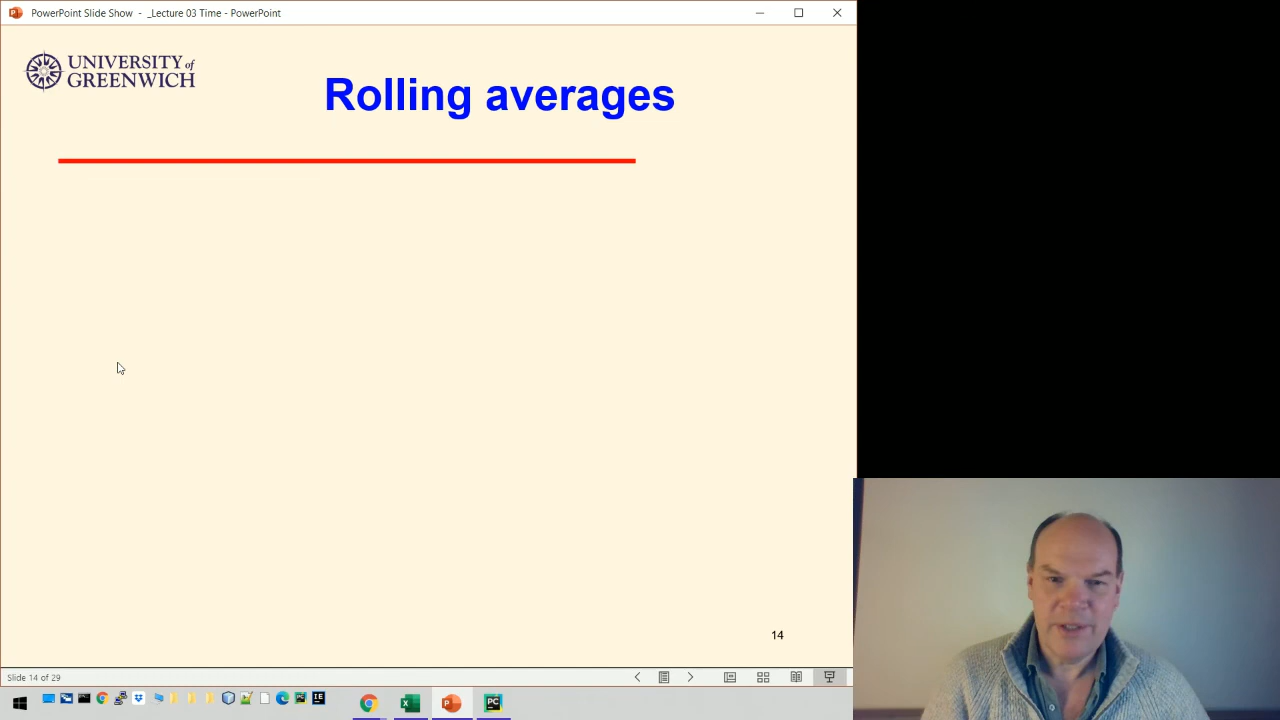 PowerPoint Slide Show - _Lecture 03 Time - PowerPoint
UNIVERSITY of
GREENWICH
Rolling averages
14
Slide 14 of 29